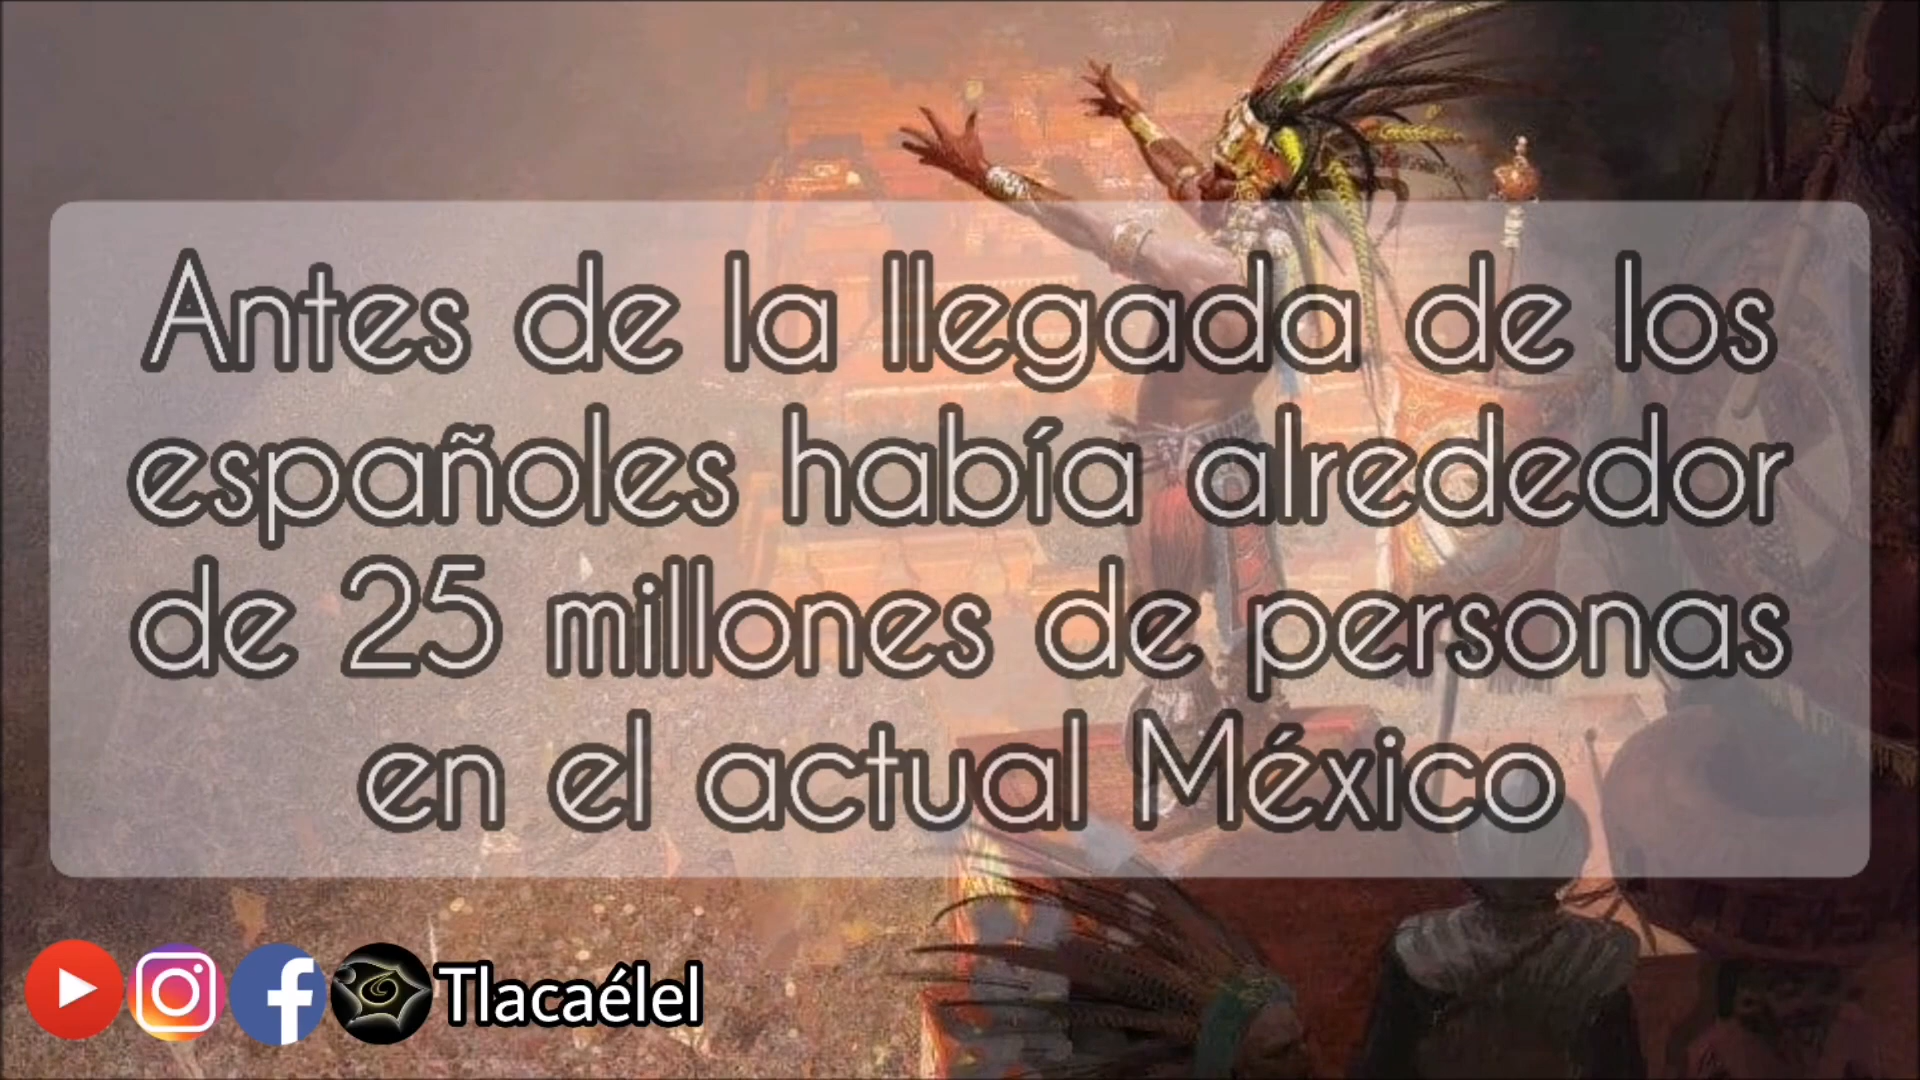 Antes de la llegada de los
españoles había alrededor
de 25 millones de personas
en el actual México
Tlacaélel